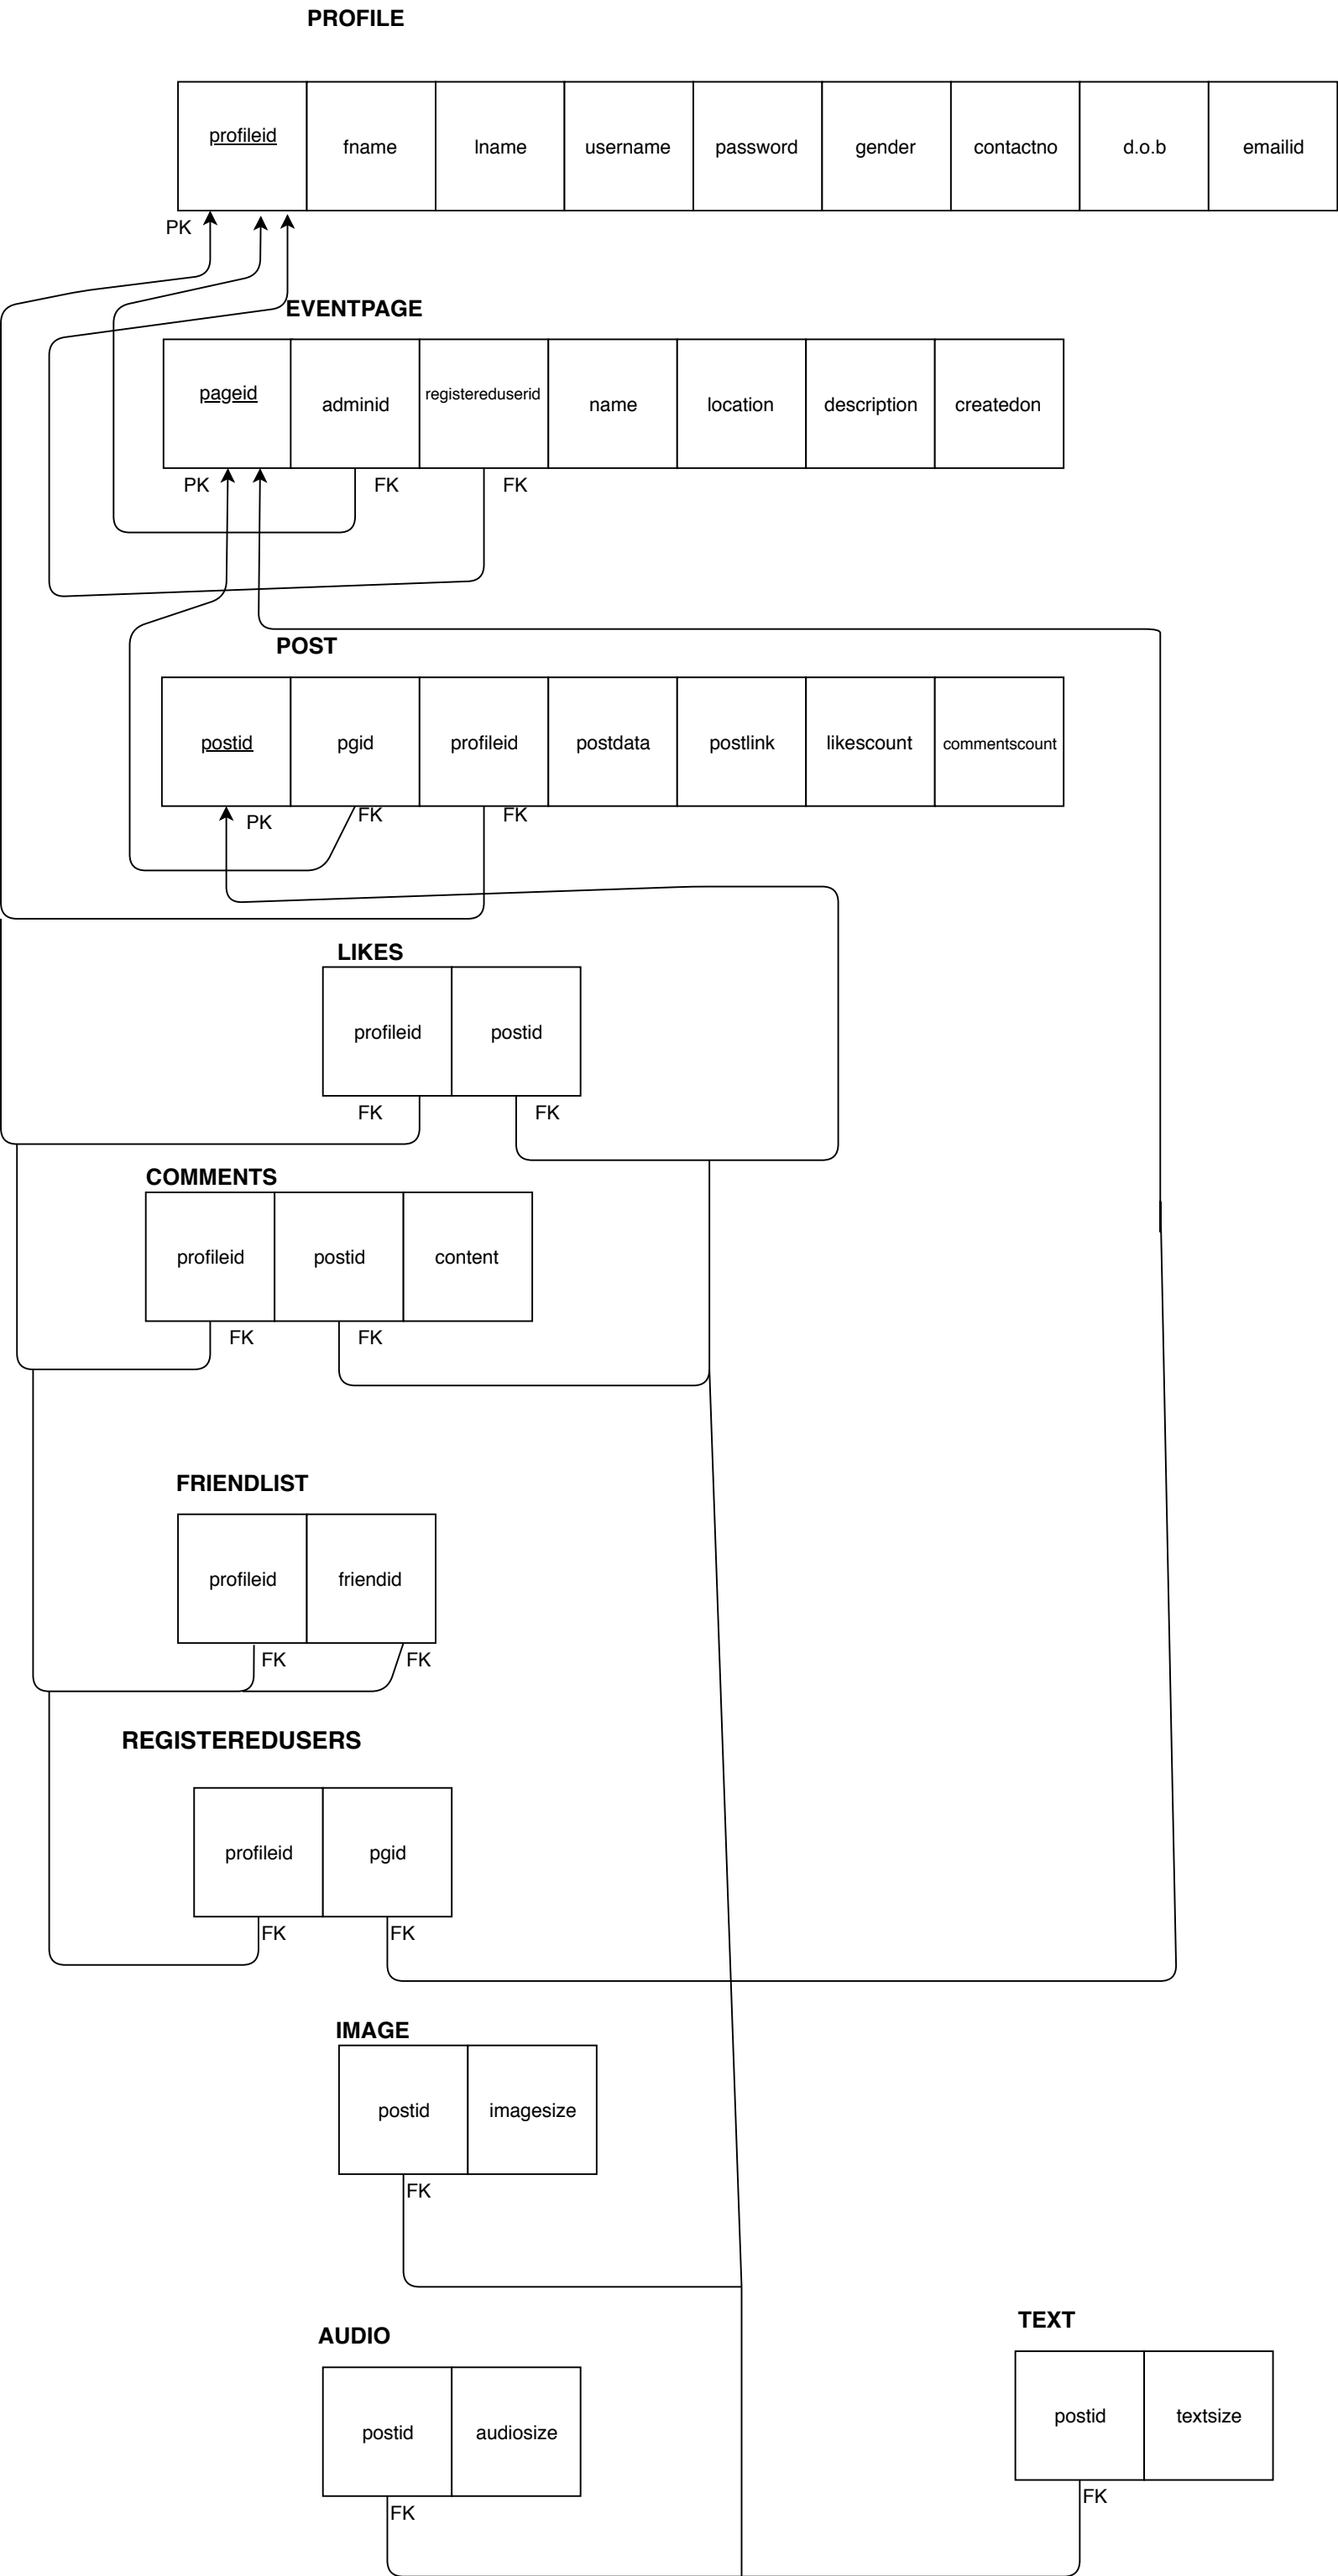 PROFILE
profileid fname lname username password gender contactno d.o.b emailid
PK
EVENTPAGE
pageid adminid registereduserid name location description createdon
PK FK FK
POST
postid pgid profileid postdata postlink likescount commentscount
PK FK FK
LIKES
profileid postid
FK FK
COMMENTS
profileid postid content
FK FK
FRIENDLIST
profileid friendid
FK FK
REGISTEREDUSERS
profileid pgid
FK FK
IMAGE
postid imagesize
FK
TEXT
AUDIO
postid textsize
postid audiosize
FK
FK